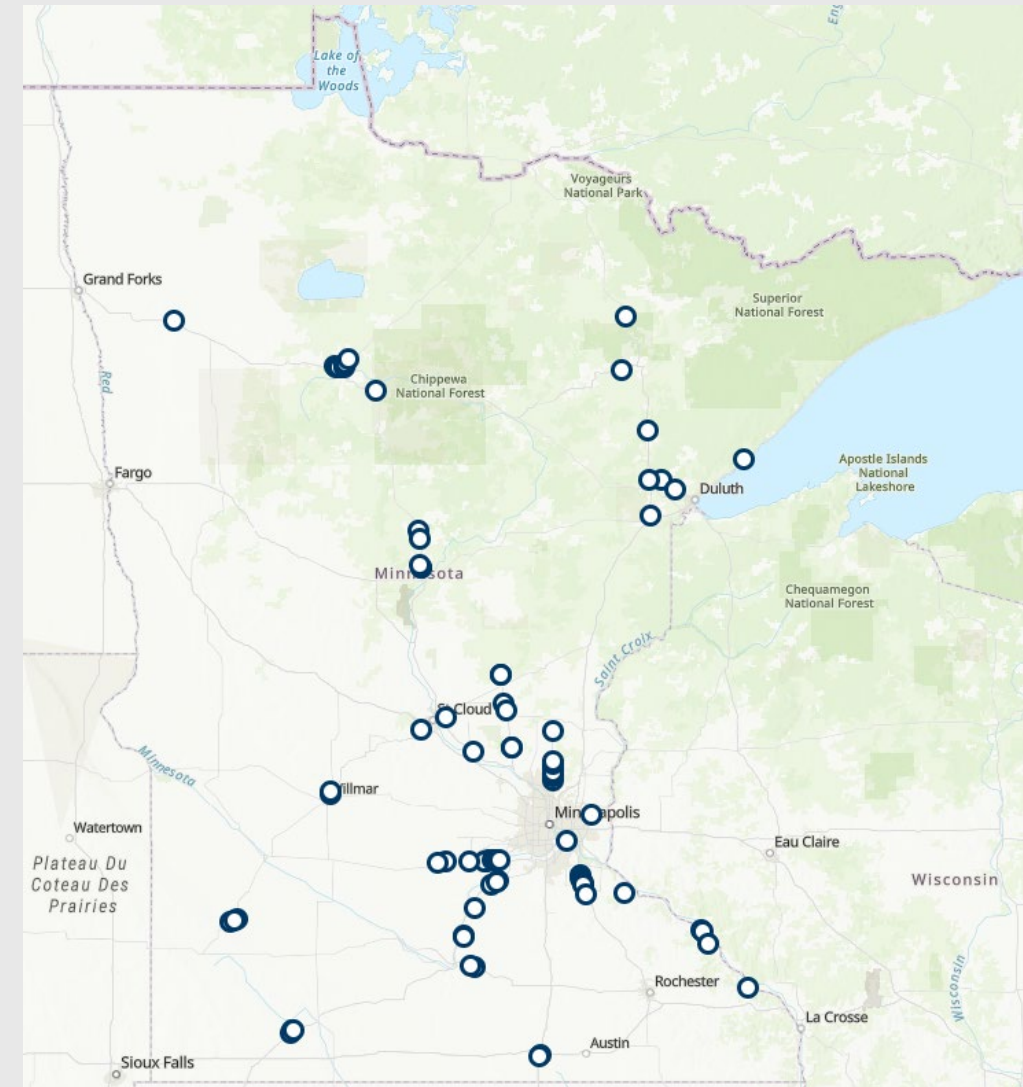 Eng
Lake of
the
Woods
Voyageurs
National Park
Grand Forks
Superior
National Forest
Red
Chippewa
National Forest
Fargo
Duluth
Apostle Islands
National
Lakeshore
Minnesota
Chequamegon
National Forest
Saint Croix
St Cloud
Minnesota
Willmar
Minneapolis
Watertown
Eau Claire
Plateau Du
Coteau Des
Prairies
Wisconsin
Rochester
Wisconsin
La Crosse
Austin
Sioux Falls